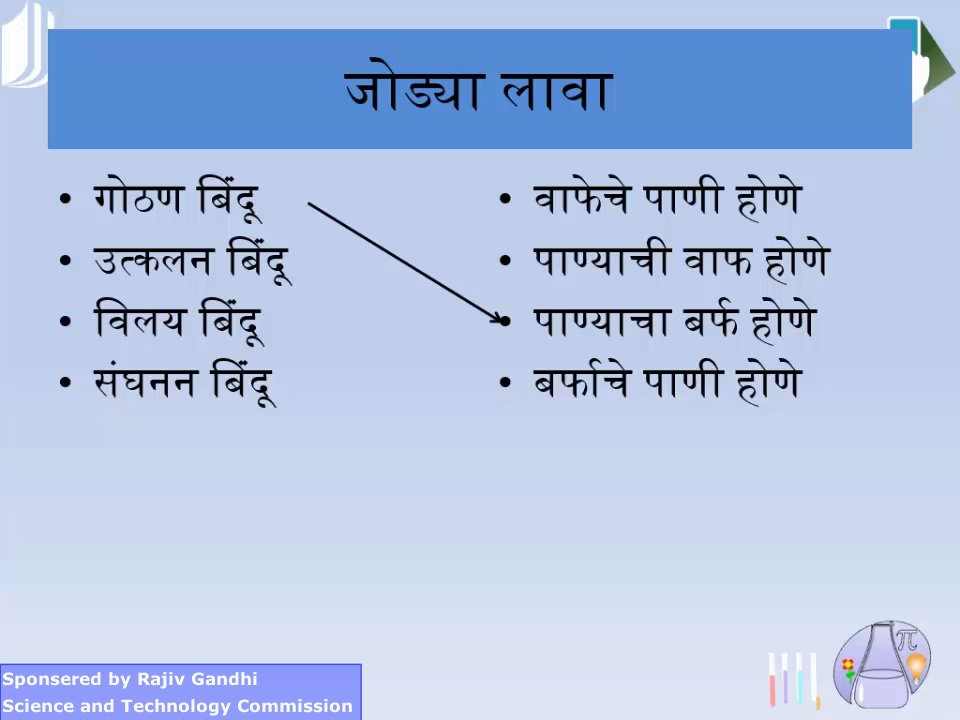 जोड्या लावा
• गोठण बिंदू
• उत्कलन बिंदू
• विलय बिंदू
• संघनन बिंदू
• वाफेचे पाणी होणे
• पाण्याची वाफ होणे
• पाण्याचा बर्फ होणे
• बर्फाचे पाणी होणे
Sponsered by Rajiv Gandhi
Science and Technology Commission
π